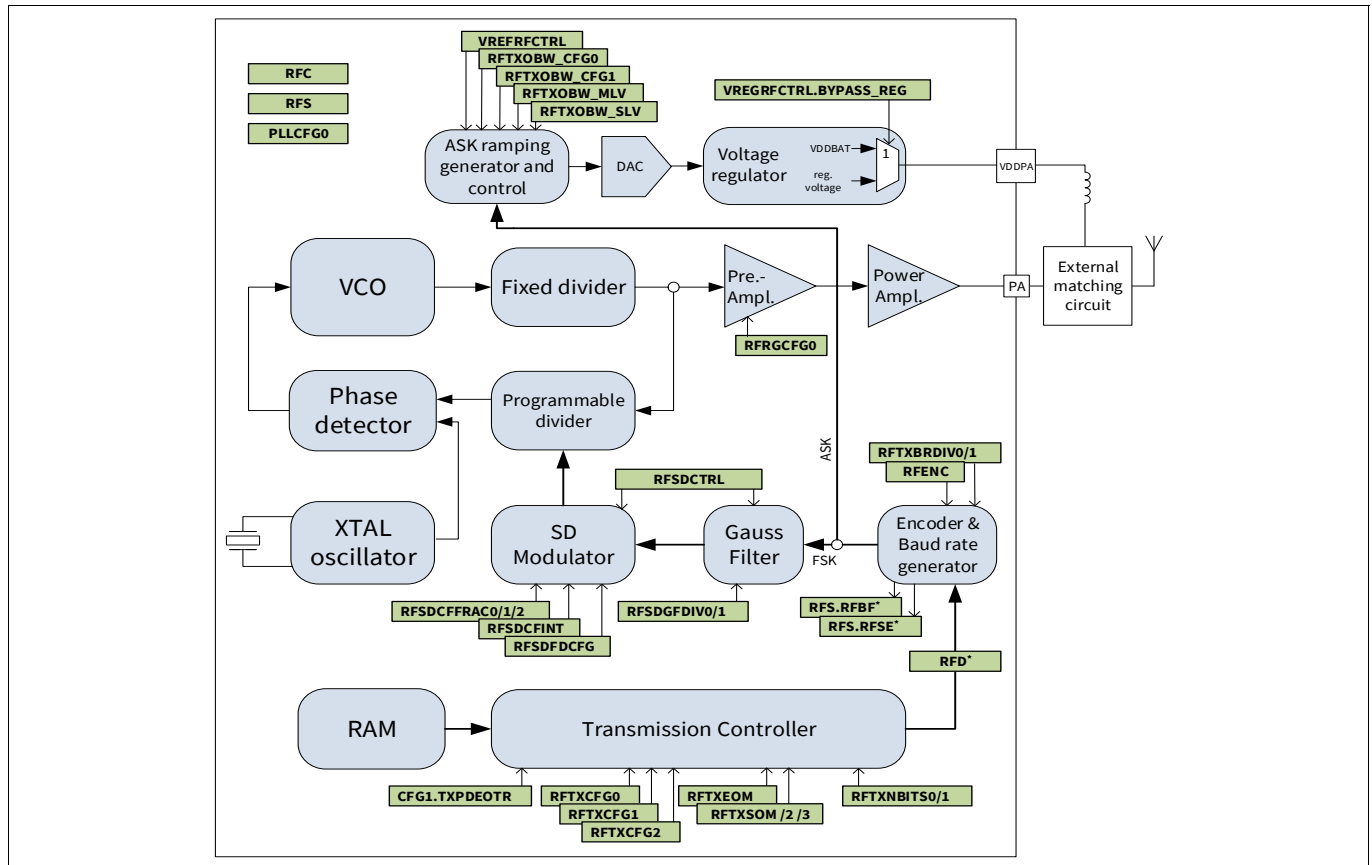 VREFRFCTRL
RFTXOBW_CFG0
RFTXOBW_CFG1
RFTXOBW_MLV
RFTXOBW_SLV
RFC
RFS
PLLCFG0
VREGRFCTRL.BYPASS_REG
ASK ramping
generator and
control
DAC
Voltage
regulator
VDDBAT
1
reg.
voltage
VDDPA
VCO
Fixed divider
Pre.-
Ampl.
Power
Ampl.
PA
External
matching
circuit
RFRGCFG0
Phase
detector
Programmable
divider
ASK
RFTXBRDIV0/1
RFENC
RFSDCTRL
XTAL
oscillator
SD
Modulator
Gauss
Filter
FSK
Encoder &
Baud rate
generator
RFSDCFFRAC0/1/2
RFSDCFINT
RFSDFDCFG
RFSDGFDIV0/1
RFS.RFBF*
RFS.RFSE*
RFD*
RAM
Transmission Controller
CFG1.TXPDEOTR
RFTXCFG0
RFTXCFG1
RFTXCFG2
RFTXEOM
RFTXSOM /2 /3
RFTXNBITS0/1